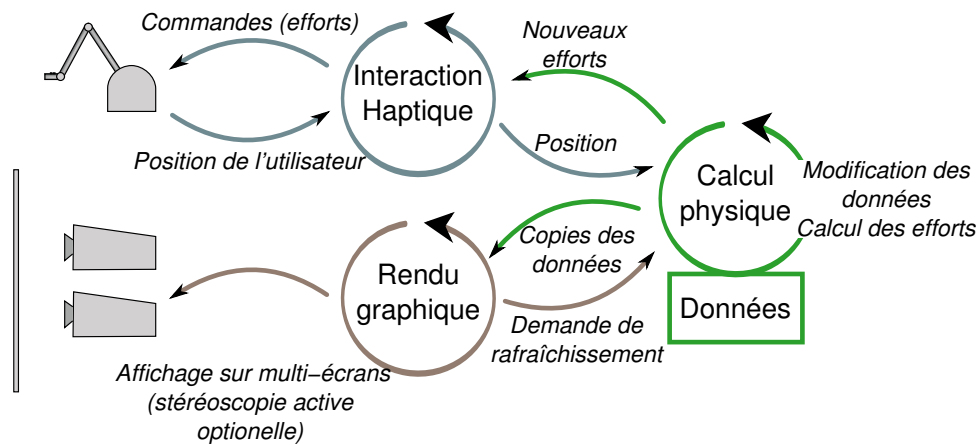 Commandes (efforts)
Interaction
Haptique
Position de l'utilisateur
Nouveaux
efforts
Position
Calcul
physique
Modification des
données
Calcul des efforts
Données
Copies des
données
Rendu
graphique
Demande de
rafraîchissement
Affichage sur multi−écrans
(stéréoscopie active
optionelle)